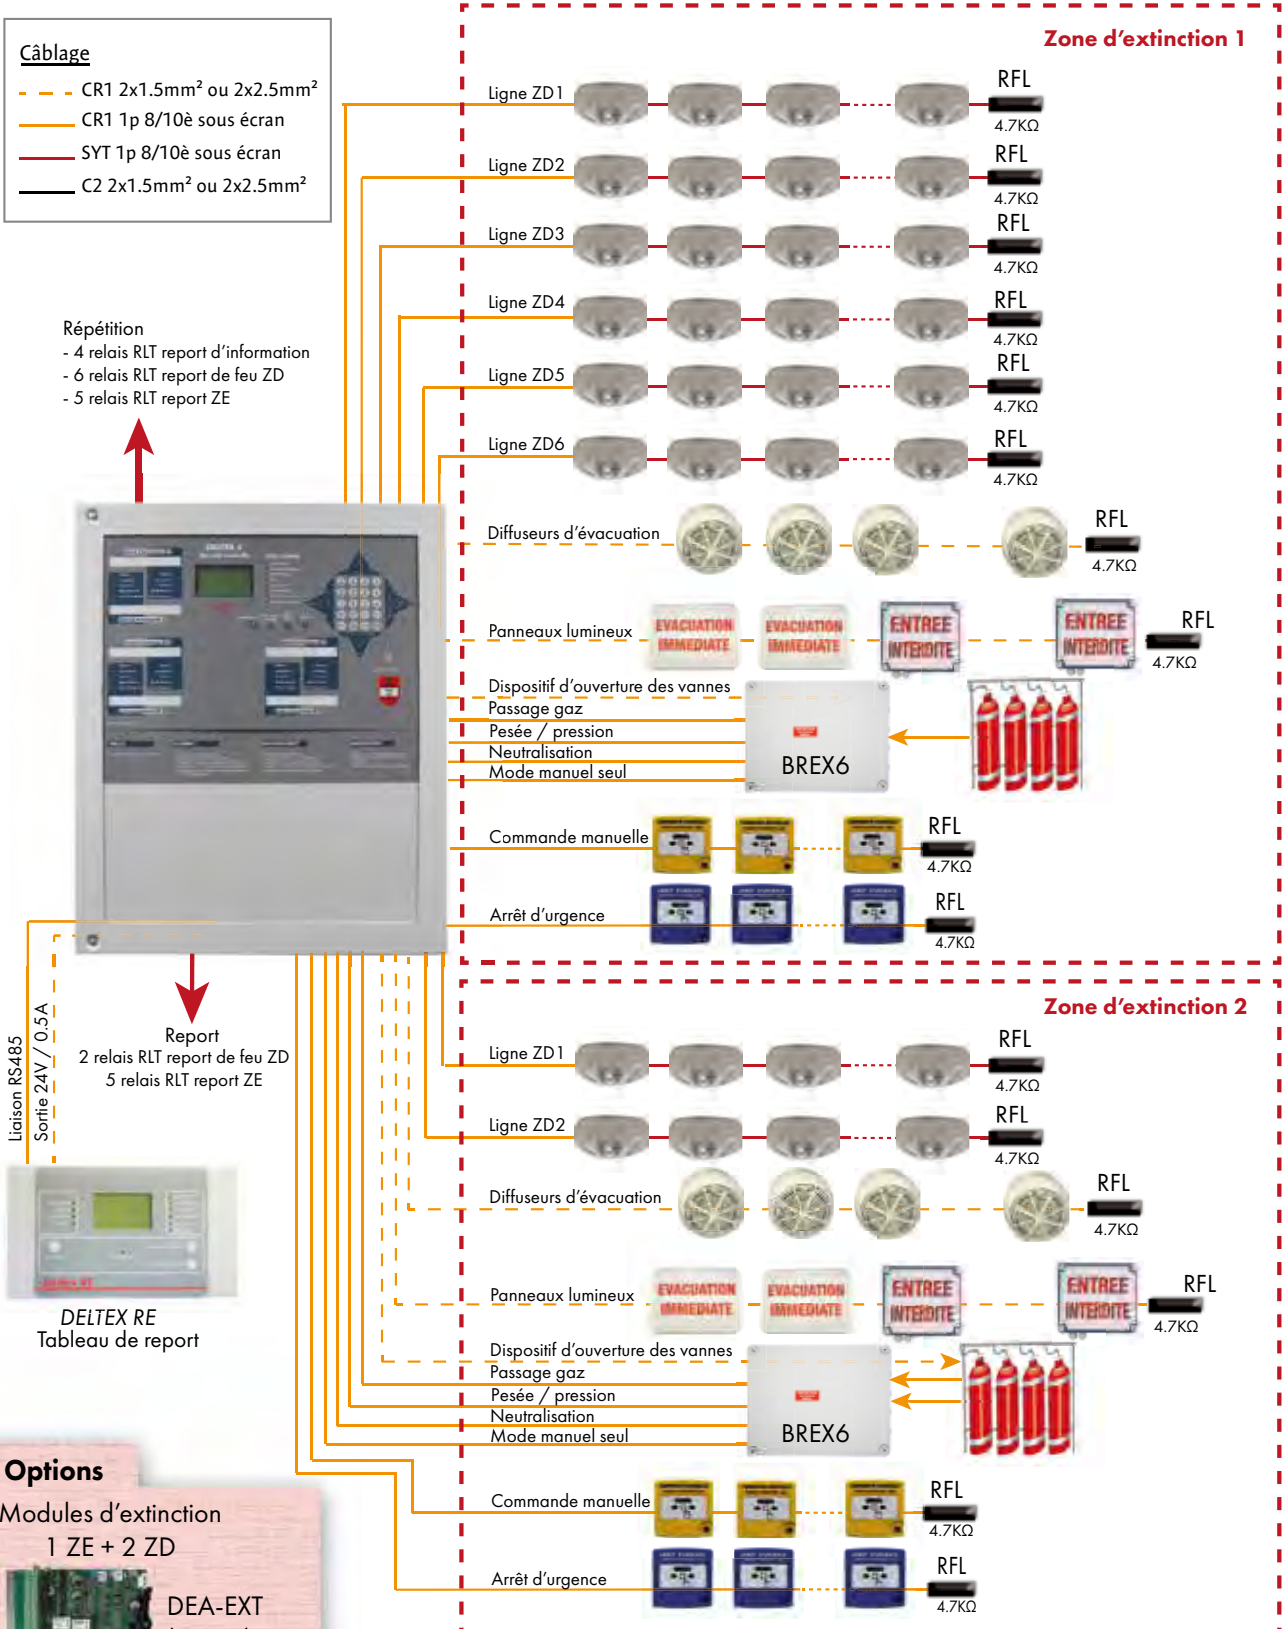 Câblage
CR1 2x1.5mm² ou 2x2.5mm²
CR1 1p 8/10è sous écran
SYT 1p 8/10è sous écran
C2 2x1.5mm² ou 2x2.5mm²
Répétition
- 4 relais RLT report d'information
- 6 relais RLT report de feu ZD
- 5 relais RLT report ZE
Zone d'extinction 1
Ligne ZD1
RFL
4.7KΩ
Ligne ZD2
RFL
4.7KΩ
Ligne ZD3
RFL
4.7KΩ
Ligne ZD4
RFL
4.7KΩ
Ligne ZD5
RFL
4.7KΩ
Ligne ZD6
RFL
4.7KΩ
Diffuseurs d'évacuation
RFL
4.7KΩ
Panneaux lumineux
EVACUATION IMMEDIATE
EVACUATION IMMEDIATE
ENTREE INTERDITE
ENTREE INTERDITE
RFL
4.7KΩ
Dispositif d'ouverture des vannes
Passage gaz
Pesée / pression
Neutralisation
Mode manuel seul
BREX6
Commande manuelle
RFL
4.7KΩ
Arrêt d'urgence
RFL
4.7KΩ
Liaison RS485
Sortie 24V / 0.5A
Report
2 relais RLT report de feu ZD
5 relais RLT report ZE
DELTEX RE
Tableau de report
Zone d'extinction 2
Ligne ZD1
RFL
4.7KΩ
Ligne ZD2
RFL
4.7KΩ
Diffuseurs d'évacuation
RFL
4.7KΩ
Panneaux lumineux
EVACUATION IMMEDIATE
EVACUATION IMMEDIATE
ENTREE INTERDITE
ENTREE INTERDITE
RFL
4.7KΩ
Dispositif d'ouverture des vannes
Passage gaz
Pesée / pression
Neutralisation
Mode manuel seul
BREX6
Commande manuelle
RFL
4.7KΩ
Arrêt d'urgence
RFL
4.7KΩ
Options
Modules d'extinction
1 ZE + 2 ZD
DEA-EXT